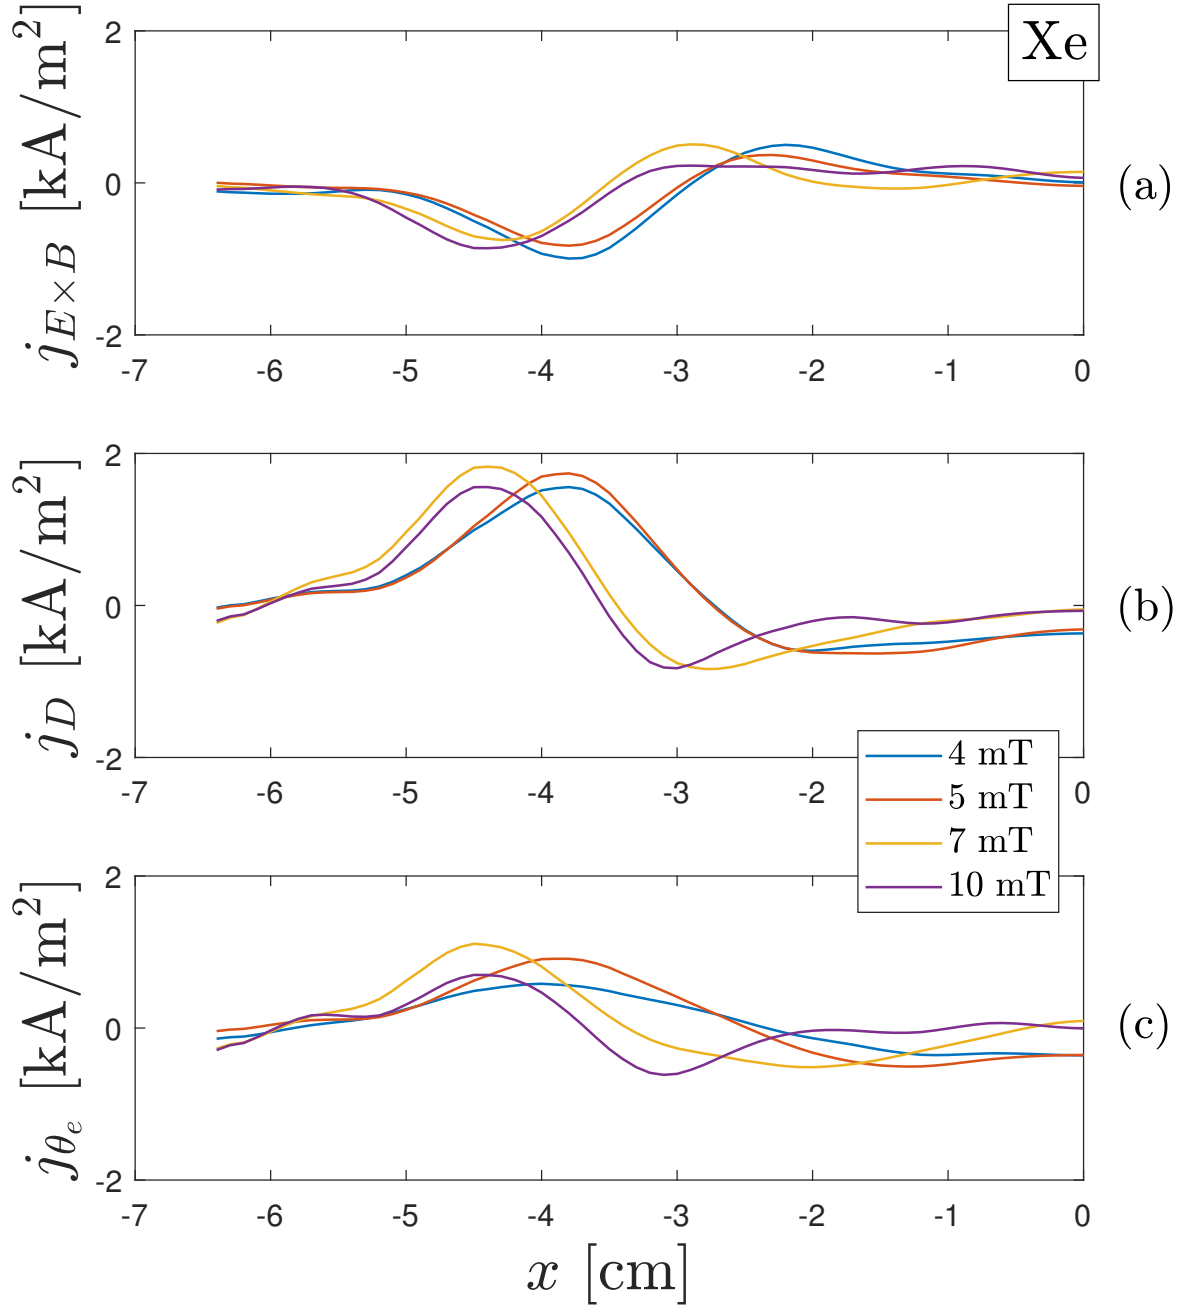 Xe
j_{E×B} [kA/m²]
2
0
-2
-7 -6 -5 -4 -3 -2 -1 0
(a)
j_D [kA/m²]
2
0
-2
-7 -6 -5 -4 -3 -2 0
(b)
4 mT
5 mT
7 mT
10 mT
j_{θ_e} [kA/m²]
2
0
-2
-7 -6 -5 -4 -3 -2 -1 0
(c)
x [cm]